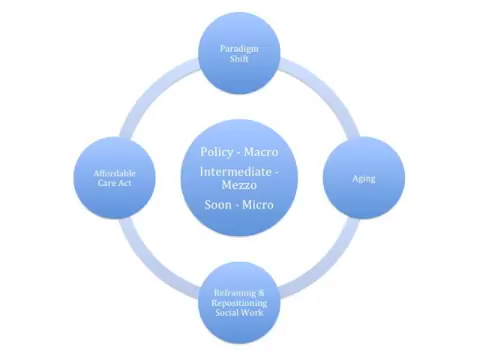 Paradigm
Shift
Policy - Macro
Intermediate -
Mezzo
Soon - Micro
Affordable
Care Act
Aging
Reframing &
Repositioning
Social Work